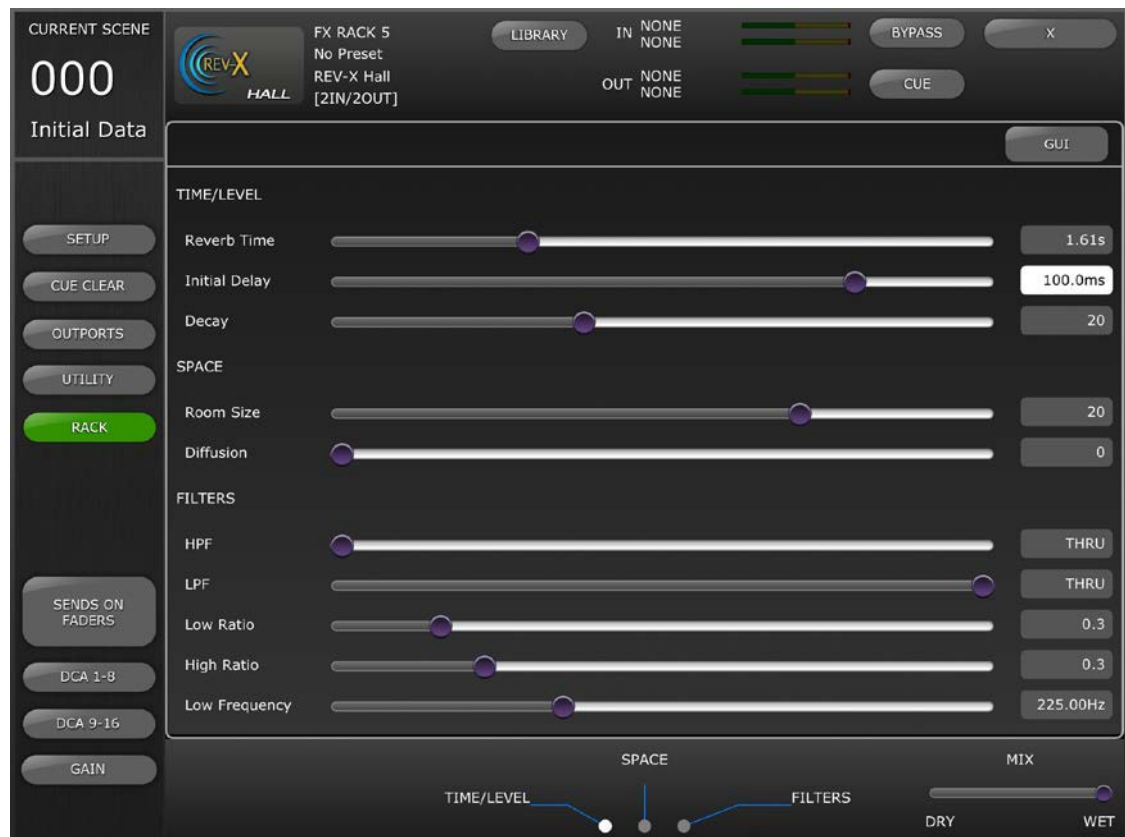 CURRENT SCENE
000
Initial Data
REV-X
HALL
FX RACK 5
No Preset
REV-X Hall
[2IN/2OUT]
LIBRARY
IN NONE
NONE
OUT NONE
NONE
BYPASS
X
CUE
GUI
SETUP
CUE CLEAR
OUTPORTS
UTILITY
RACK
SENDS ON
FADERS
DCA 1-8
DCA 9-16
GAIN
TIME/LEVEL
Reverb Time 1.61s
Initial Delay 100.0ms
Decay 20
SPACE
Room Size 20
Diffusion 0
FILTERS
HPF THRU
LPF THRU
Low Ratio 0.3
High Ratio 0.3
Low Frequency 225.00Hz
SPACE
TIME/LEVEL
FILTERS
MIX
DRY WET